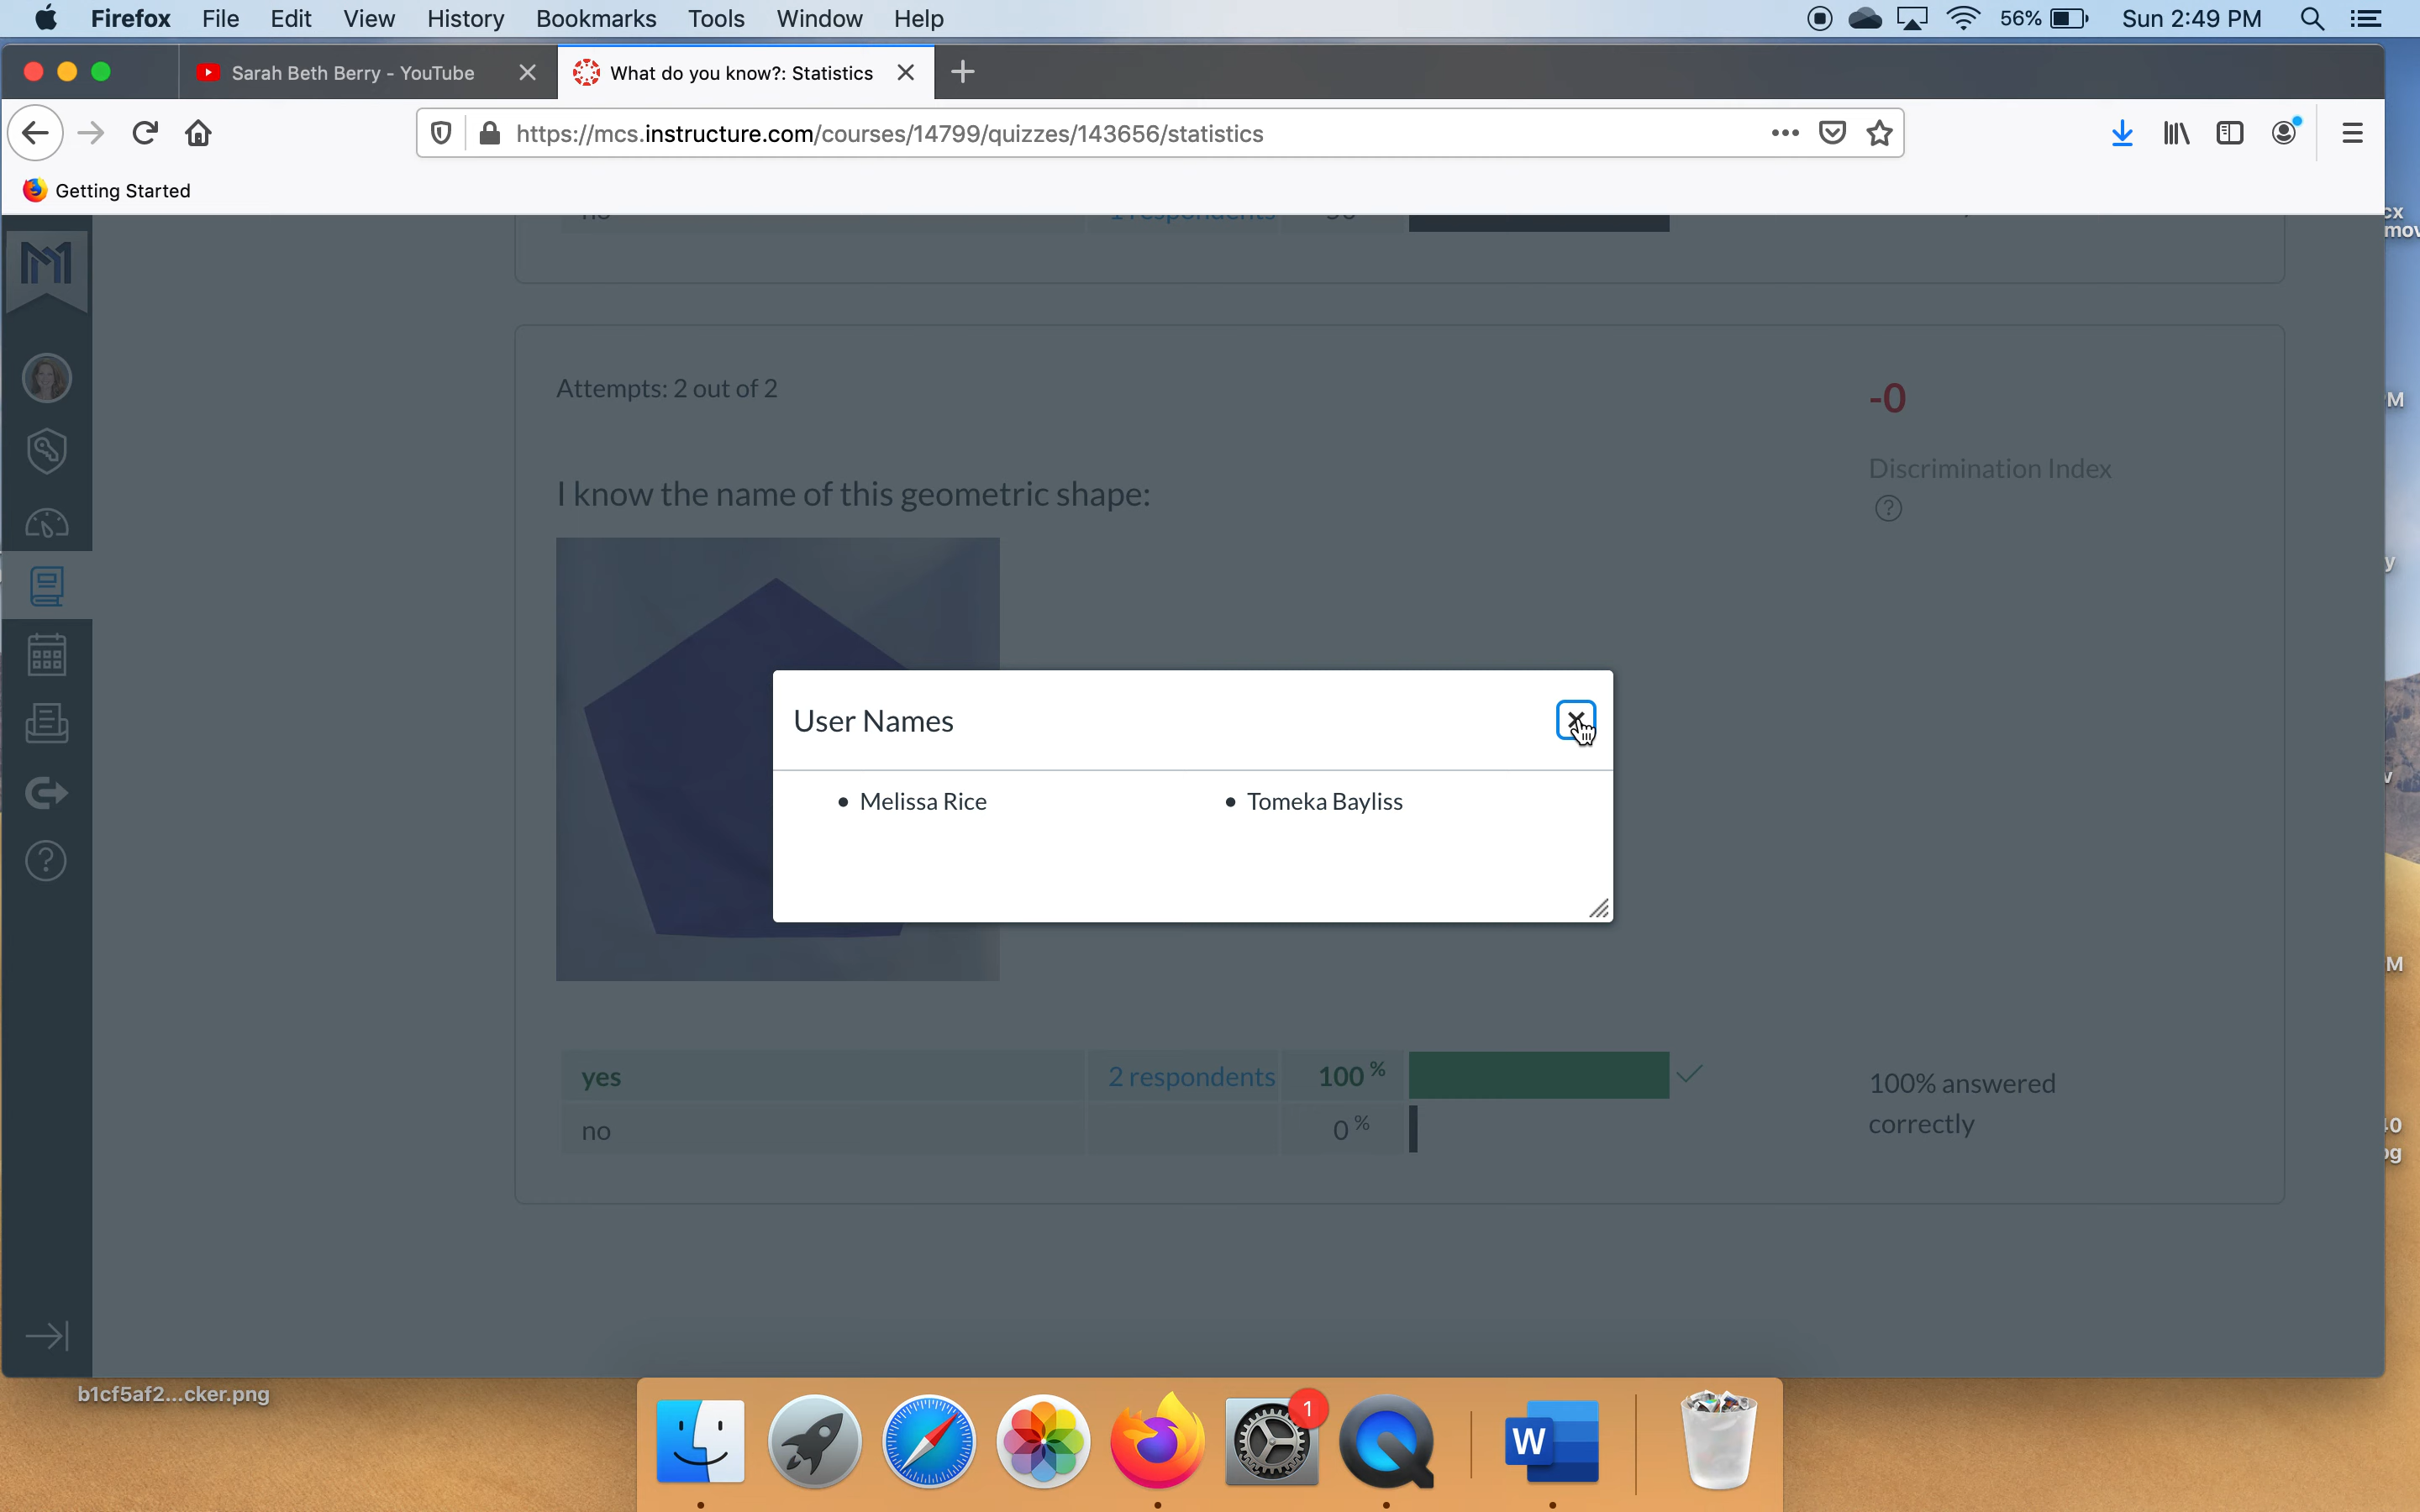 Firefox File Edit View History Bookmarks Tools Window Help 56% Sun 2:49 PM
Sarah Beth Berry - YouTube What do you know?: Statistics
https://mcs.instructure.com/courses/14799/quizzes/143656/statistics
Getting Started
Attempts: 2 out of 2
-0
Discrimination Index
?
I know the name of this geometric shape:
User Names
Melissa Rice
Tomeka Bayliss
yes 2 respondents 100 %
no 0 %
100% answered
correctly
b1cf5af2...cker.png
1
W